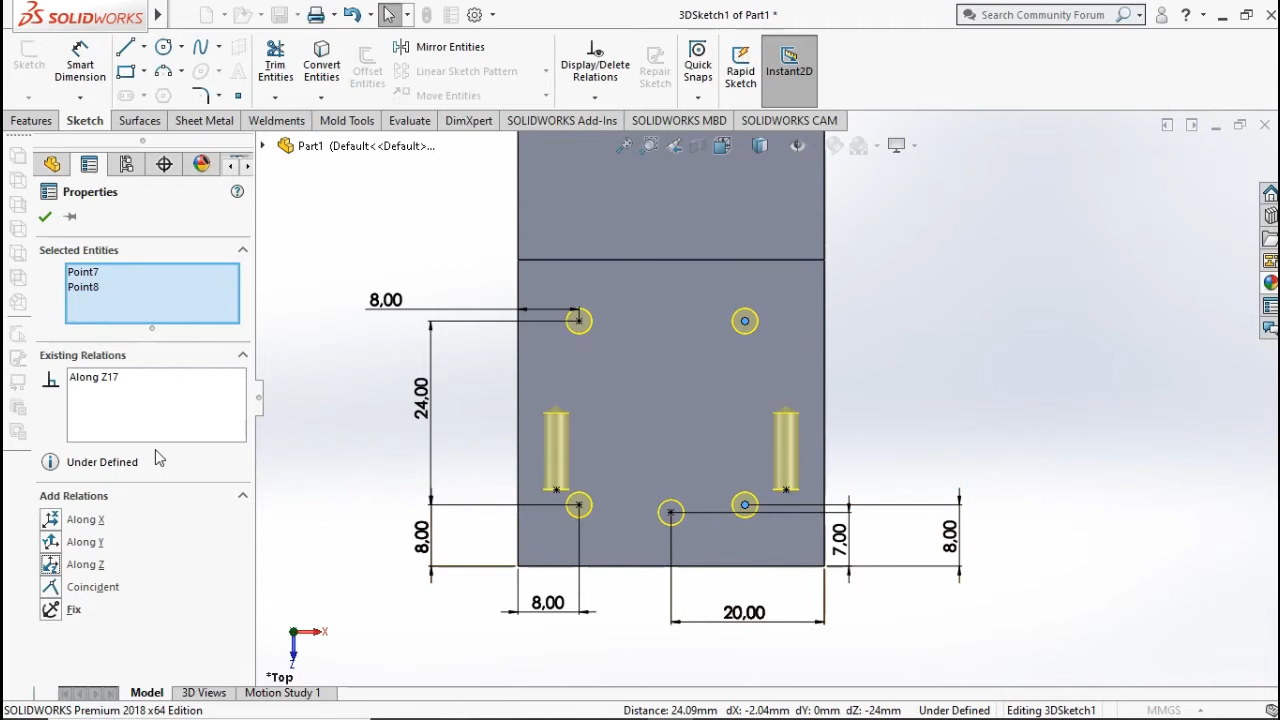 SOLIDWORKS
3DSketch1 of Part1 *
Search Community Forum
?
Sketch
Smart Dimension
Trim Entities
Convert Entities
Offset Entities
Mirror Entities
Linear Sketch Pattern
Move Entities
Display/Delete Relations
Repair Sketch
Quick Snaps
Rapid Sketch
Instant2D
Features
Sketch
Surfaces
Sheet Metal
Weldments
Mold Tools
Evaluate
DimXpert
SOLIDWORKS Add-Ins
SOLIDWORKS MBD
SOLIDWORKS CAM
Part1 (Default<<Default>...
Properties
?
Selected Entities
Point7
Point8
Existing Relations
Along Z17
Under Defined
Add Relations
Along X
Along Y
Along Z
Coincident
Fix
8,00
24,00
8,00
8,00
20,00
7,00
8,00
X
Z
*Top
Model
3D Views
Motion Study 1
SOLIDWORKS Premium 2018 x64 Edition
Distance: 24.09mm dX: -2.04mm dY: 0mm dZ: -24mm
Under Defined
Editing 3DSketch1
MMGS